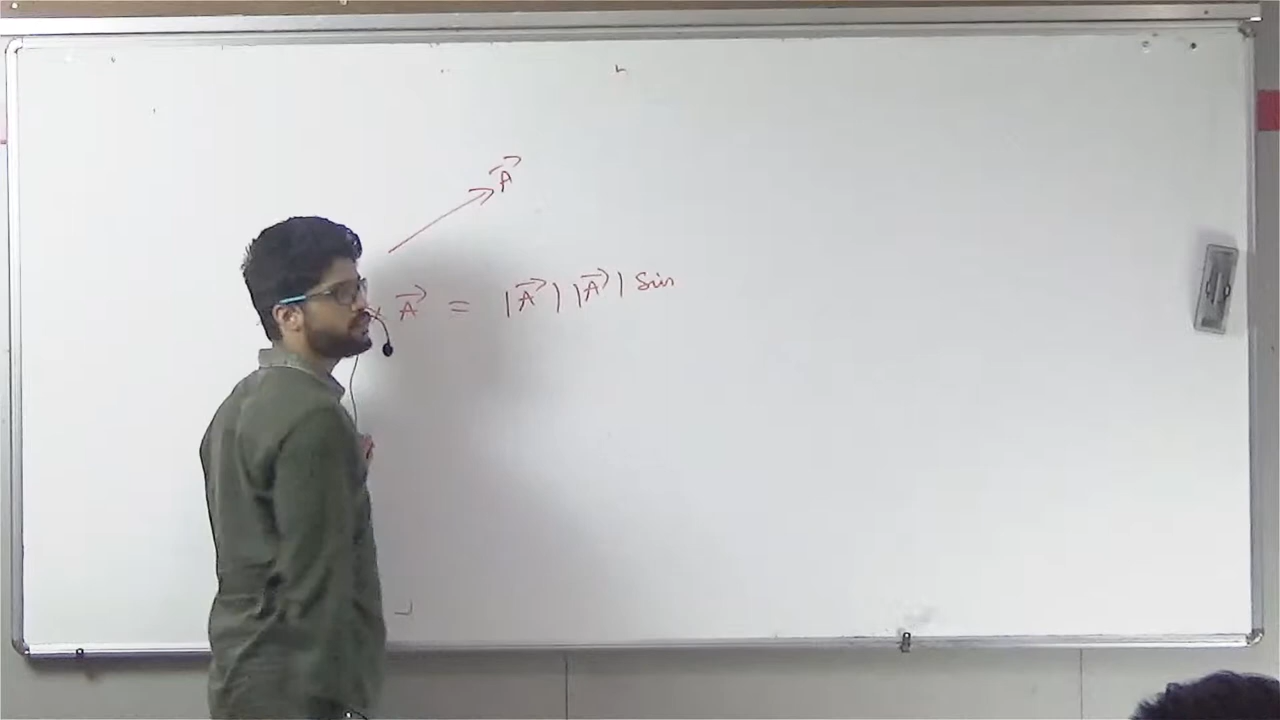 A⃗
× A⃗ = |A⃗| |A⃗| Sin